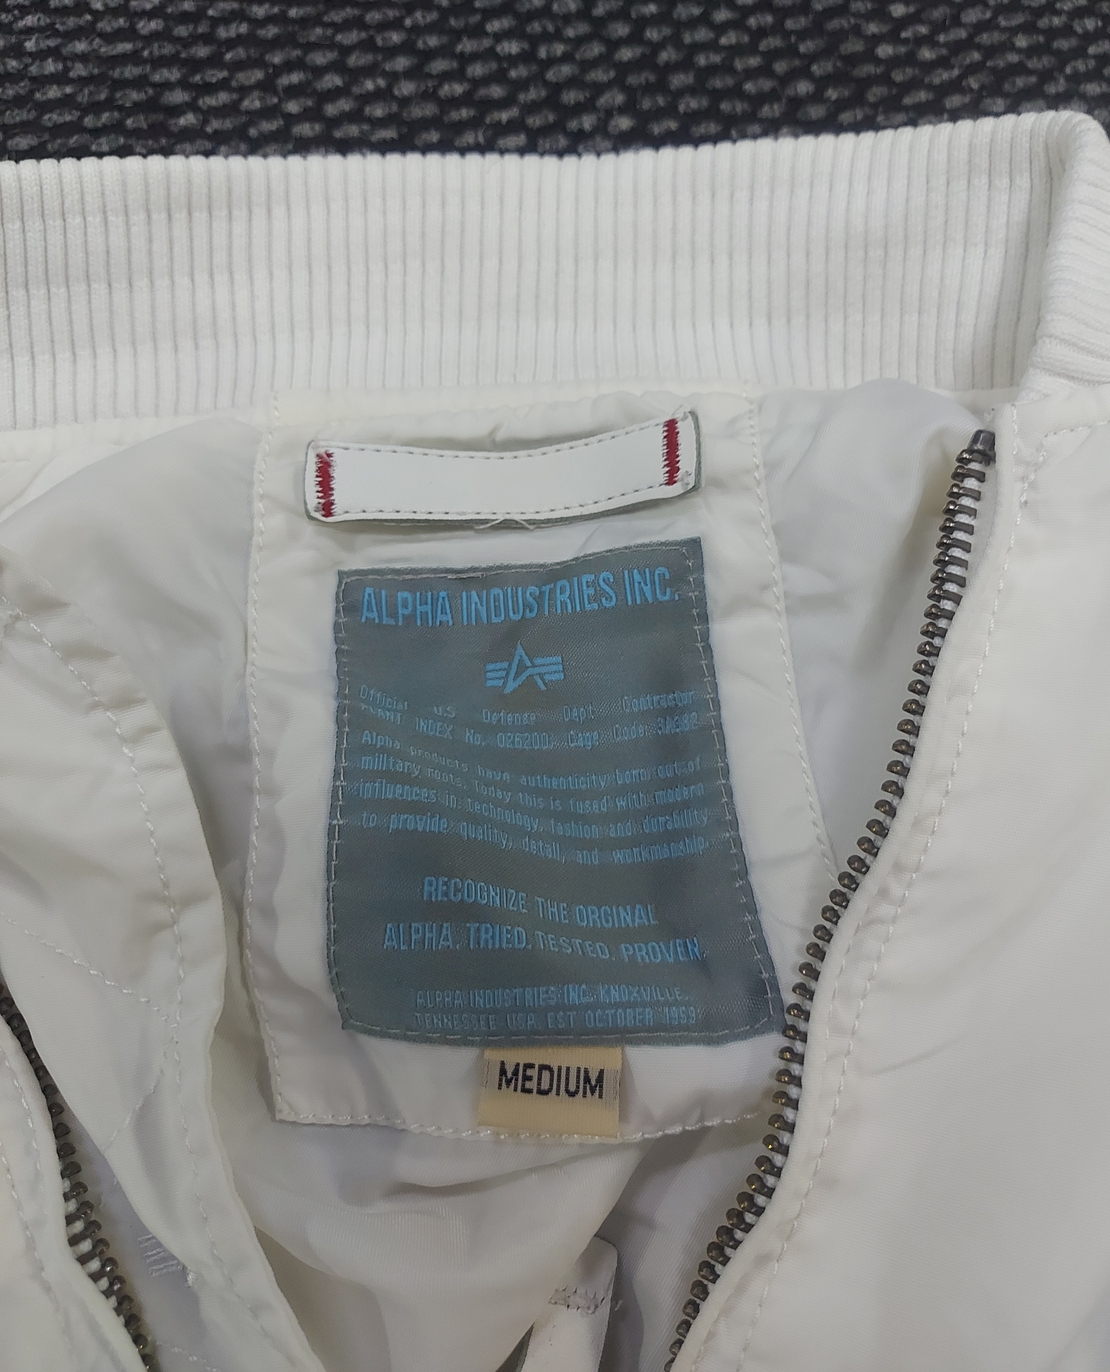 ALPHA INDUSTRIES INC.
Official U.S Defense Dept Contractor
PLANT INDEX No. 026200. Cage Code: 3A382
Alpha products have authenticity born out of
military roots, Today this is fused with modern
influences in technology, fashion and durability
to provide quality, detail, and workmanship.
RECOGNIZE THE ORGINAL
ALPHA. TRIED. TESTED. PROVEN.
ALPHA INDUSTRIES INC. KNOXVILLE.
TENNESSEE USA. EST OCTOBER 1959
MEDIUM